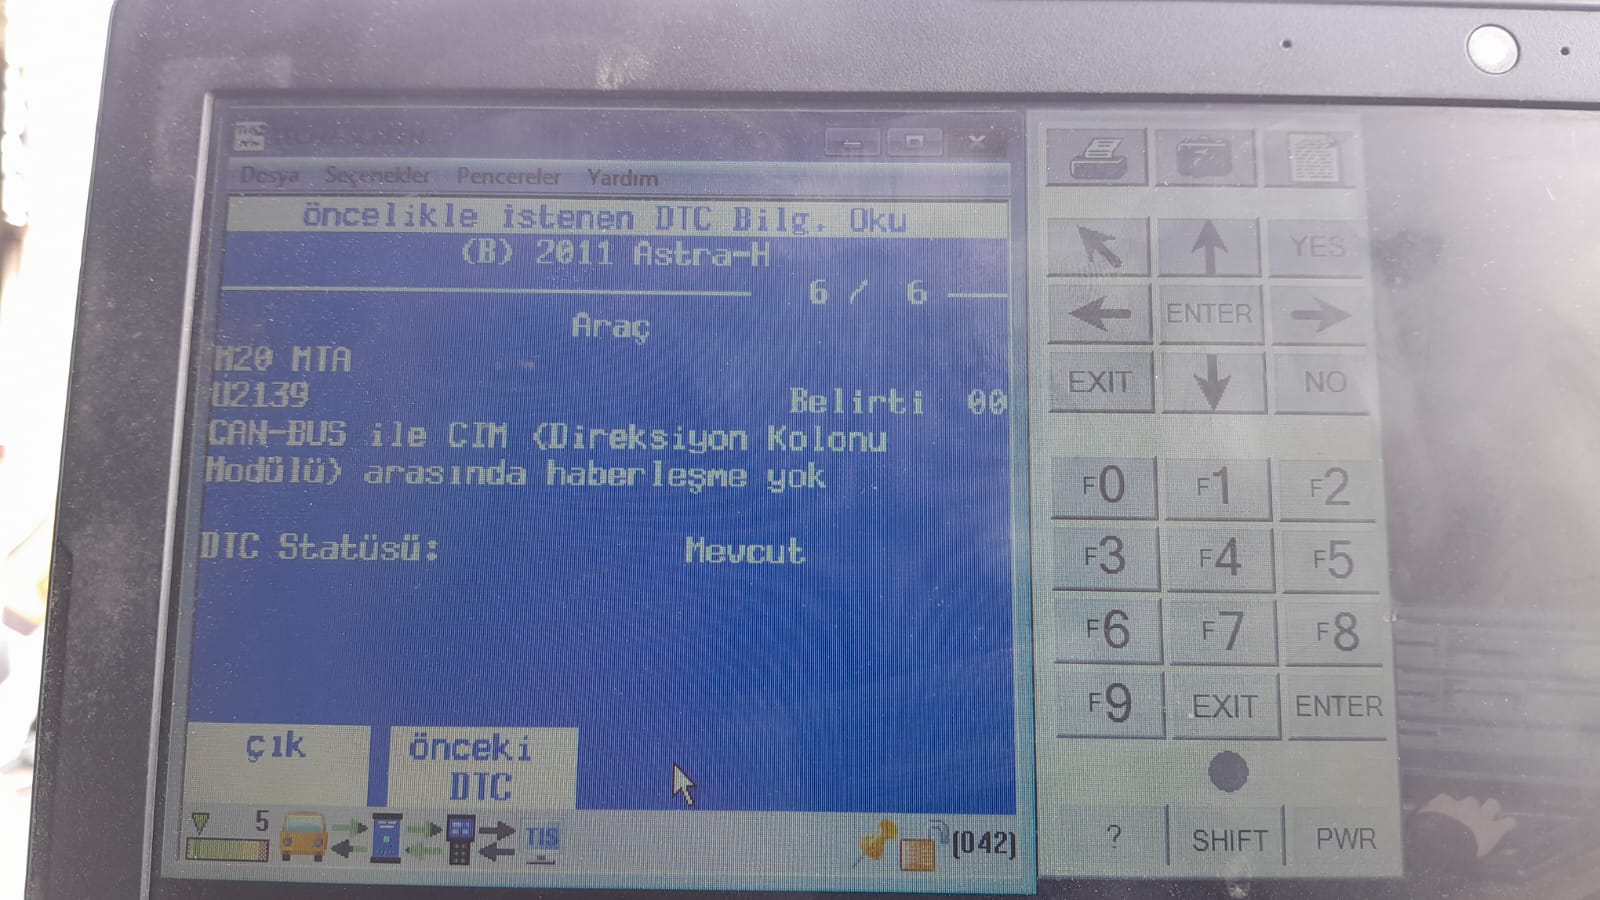 Dosya Seçenekler Pencereler Yardım
öncelikle istenen DTC Bilg. Oku
(B) 2011 Astra-H
6 / 6
Araç
M20 MTA
U2139 Belirti 00
CAN-BUS ile CIM (Direksiyon Kolonu
Modülü) arasında haberleşme yok
DTC Statüsü: Mevcut
çık
önceki
DTC
5
TIS
(042)
YES
ENTER
EXIT NO
F0 F1 F2
F3 F4 F5
F6 F7 F8
F9 EXIT ENTER
? SHIFT PWR